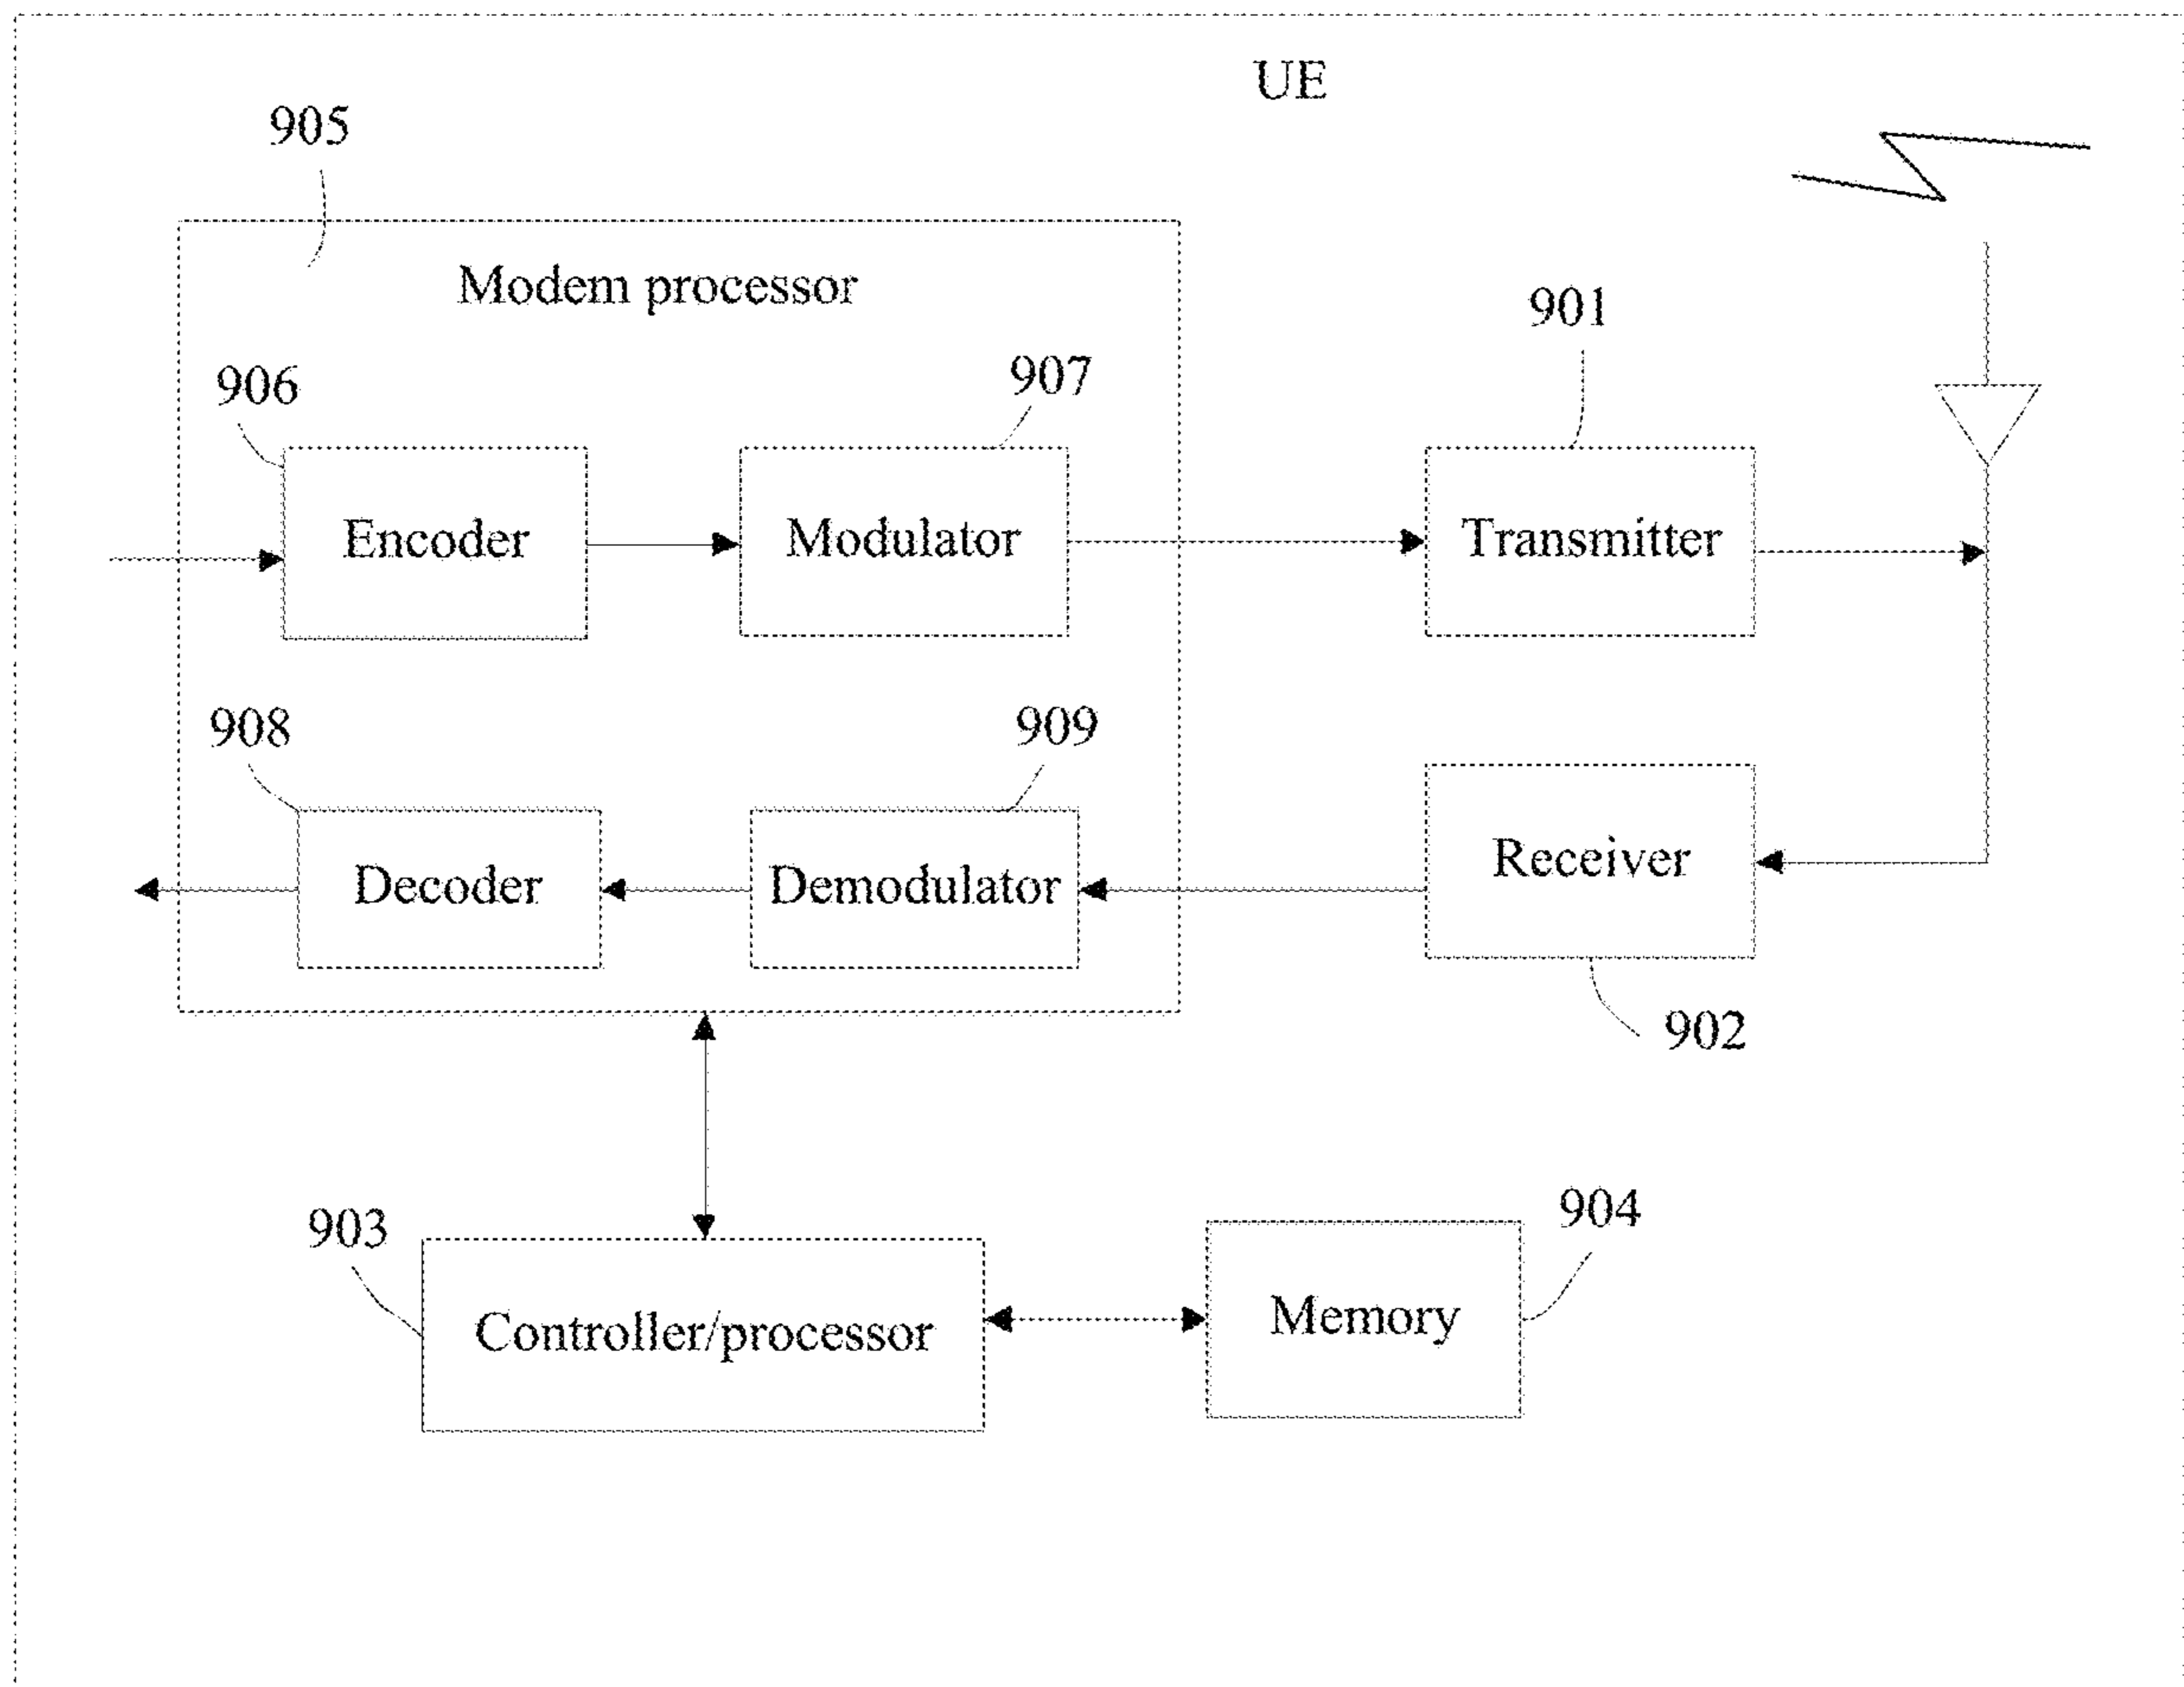 UE
905
Modem processor
901
906
907
Encoder
Modulator
Transmitter
908
909
Receiver
Decoder
Demodulator
902
903
904
Controller/processor
Memory